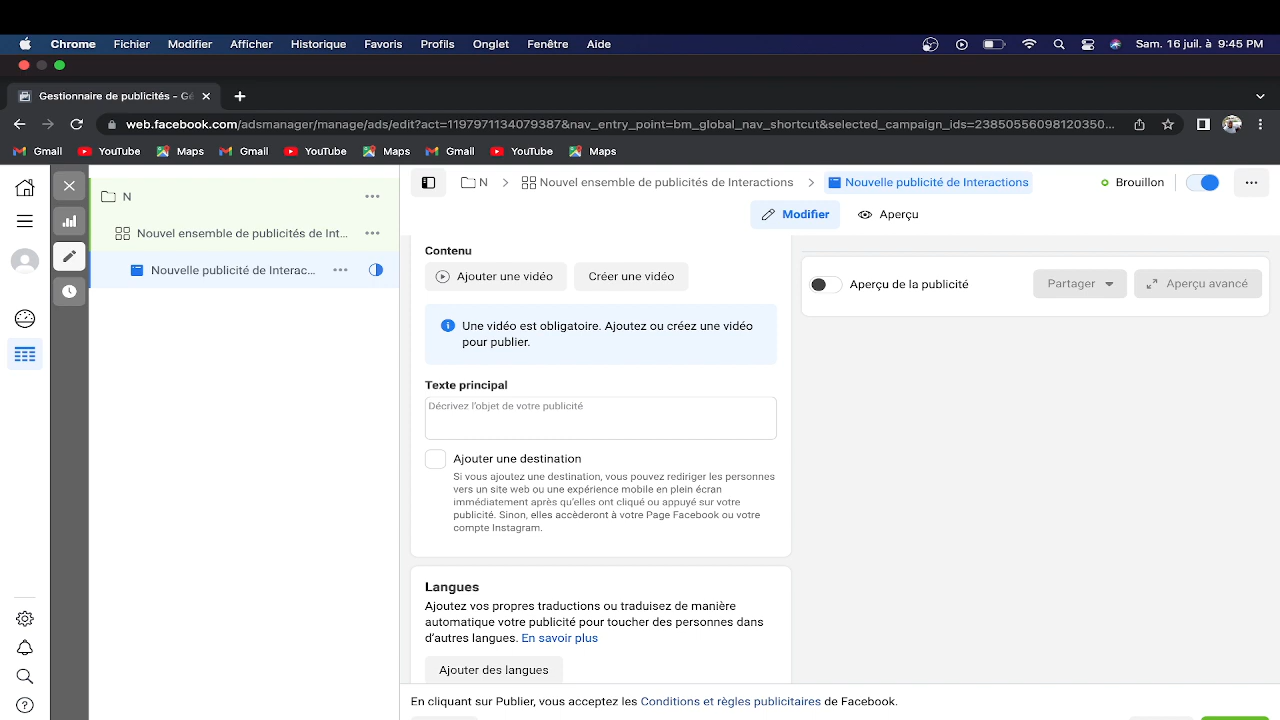 Chrome Fichier Modifier Afficher Historique Favoris Profils Onglet Fenêtre Aide Sam. 16 juil. à 9:45 PM
Gestionnaire de publicités - Gé
web.facebook.com/adsmanager/manage/ads/edit?act=1197971134079387&nav_entry_point=bm_global_nav_shortcut&selected_campaign_ids=23850556098120350...
Gmail YouTube Maps Gmail YouTube Maps Gmail YouTube Maps
N
Nouvel ensemble de publicités de Int...
Nouvelle publicité de Interac...
N > Nouvel ensemble de publicités de Interactions > Nouvelle publicité de Interactions
Brouillon
Modifier Aperçu
Contenu
Ajouter une vidéo Créer une vidéo
Une vidéo est obligatoire. Ajoutez ou créez une vidéo
pour publier.
Texte principal
Décrivez l'objet de votre publicité
Ajouter une destination
Si vous ajoutez une destination, vous pouvez rediriger les personnes
vers un site web ou une expérience mobile en plein écran
immédiatement après qu'elles ont cliqué ou appuyé sur votre
publicité. Sinon, elles accèderont à votre Page Facebook ou votre
compte Instagram.
Langues
Ajoutez vos propres traductions ou traduisez de manière
automatique votre publicité pour toucher des personnes dans
d'autres langues. En savoir plus
Ajouter des langues
Aperçu de la publicité Partager Aperçu avancé
En cliquant sur Publier, vous acceptez les Conditions et règles publicitaires de Facebook.